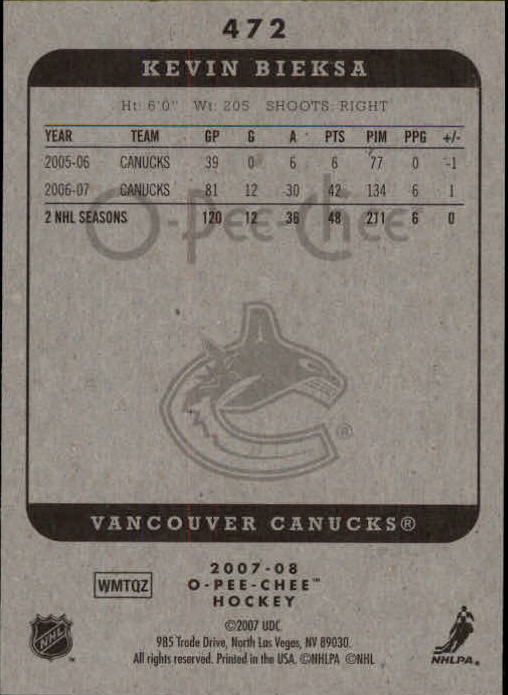 472
KEVIN BIEKSA
Ht: 6'0" Wt: 205 SHOOTS: RIGHT
YEAR TEAM GP G A PTS PIM PPG +/-
2005-06 CANUCKS 39 0 6 6 77 0 -1
2006-07 CANUCKS 81 12 30 42 134 6 1
2 NHL SEASONS 120 12 36 48 211 6 0
O-Pee-Chee
®
VANCOUVER CANUCKS®
2007-08
WMTQZ O-PEE-CHEE™
HOCKEY
©2007 UDC
985 Trade Drive, North Las Vegas, NV 89030.
All rights reserved. Printed in the USA. ©NHLPA ©NHL
NHL ™
NHLPA®